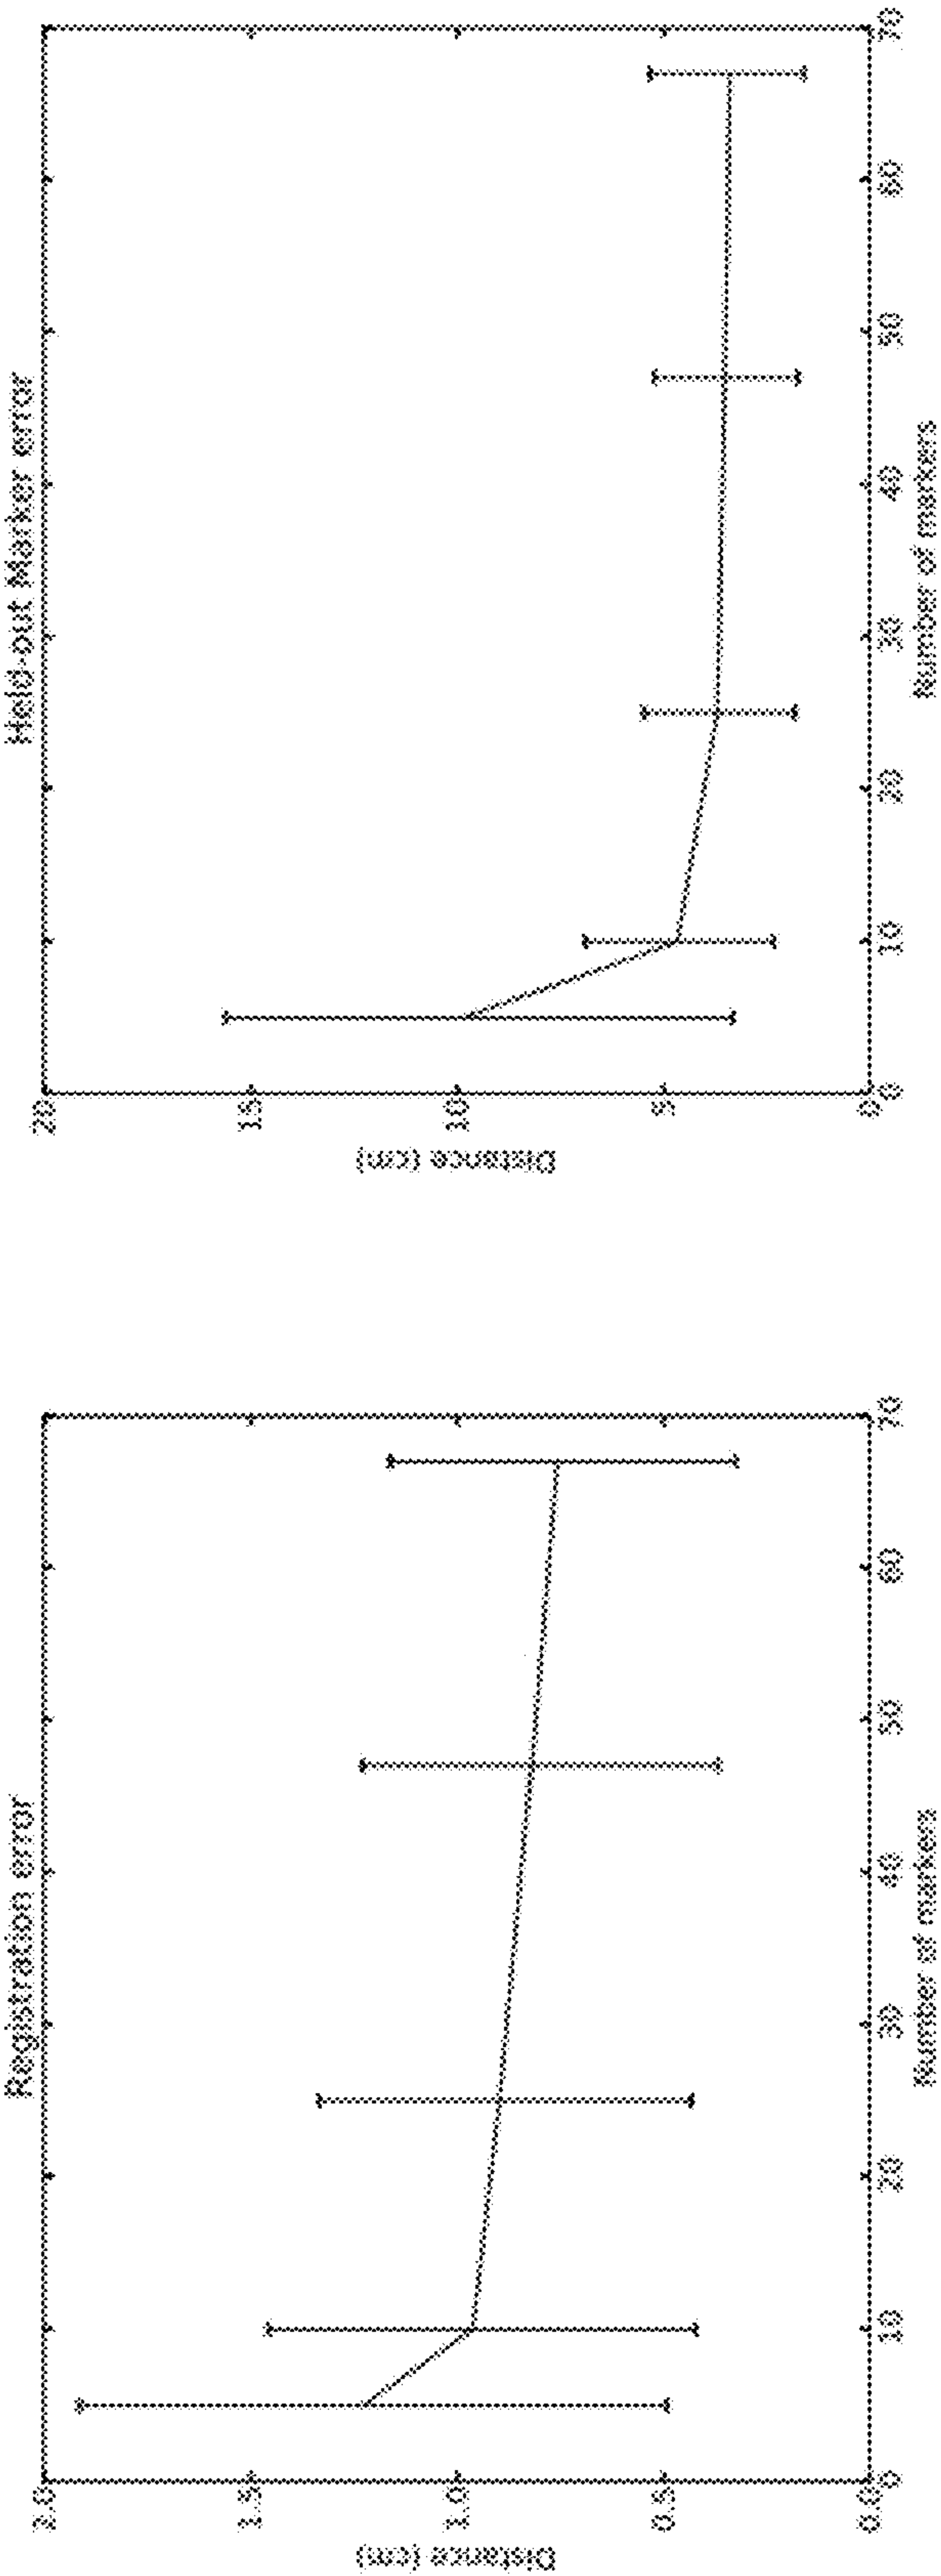 Registration error
2.0
1.5
1.0
0.5
0.0
Distance (cm)
0 10 20 30 40 50 60 70
Number of markers
Held-out Marker error
20
15
10
5
0
Distance (cm)
0 10 20 30 40 50 60 70
Number of markers